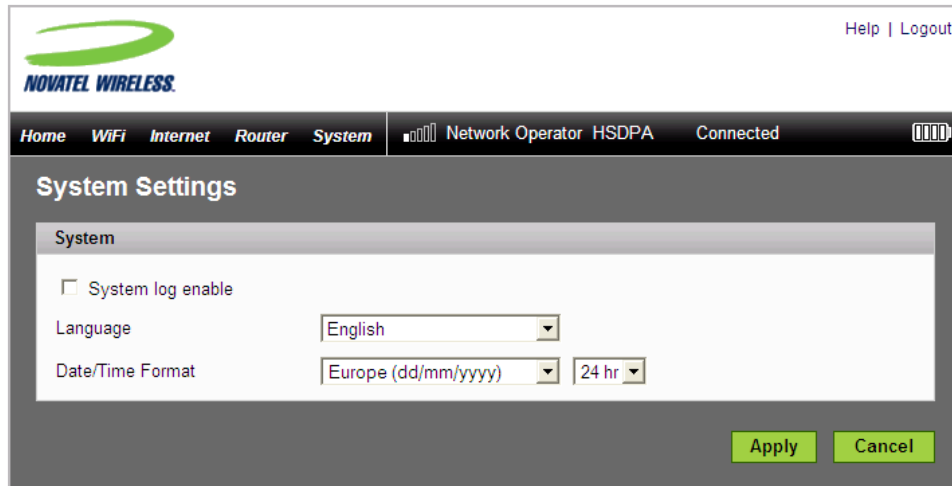 Help | Logout
NOVATEL WIRELESS.
Home WiFi Internet Router System Network Operator HSDPA Connected
System Settings
System
System log enable
Language English
Date/Time Format Europe (dd/mm/yyyy) 24 hr
Apply Cancel